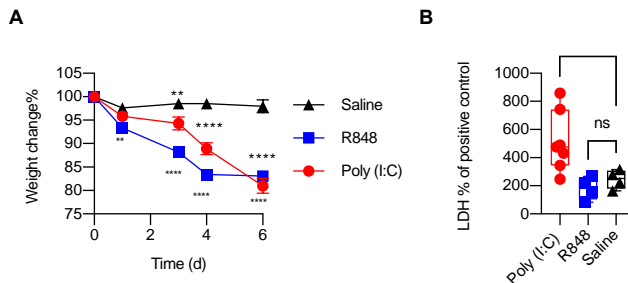 A
B
105
100
95
90
85
80
75
Weight change%
**
**
****
****
****
****
****
0
2
4
6
Time (d)
Saline
R848
Poly (I:C)
1000
800
600
400
200
0
LDH % of positive control
ns
Poly (I:C)
R848
Saline